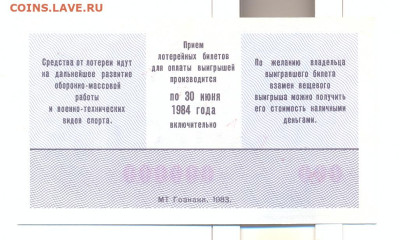 COINS.LAVE.RU
Средства от лотереи идут
на дальнейшее развитие
оборонно-массовой
работы
и военно-технических
видов спорта.
Прием
лотерейных билетов
для оплаты выигрышей
производится
по 30 июня
1984 года
включительно
По желанию владельца
выигравшего билета
взамен вещевого
выигрыша можно получить
его стоимость наличными
деньгами.
МТ Гознака. 1983.